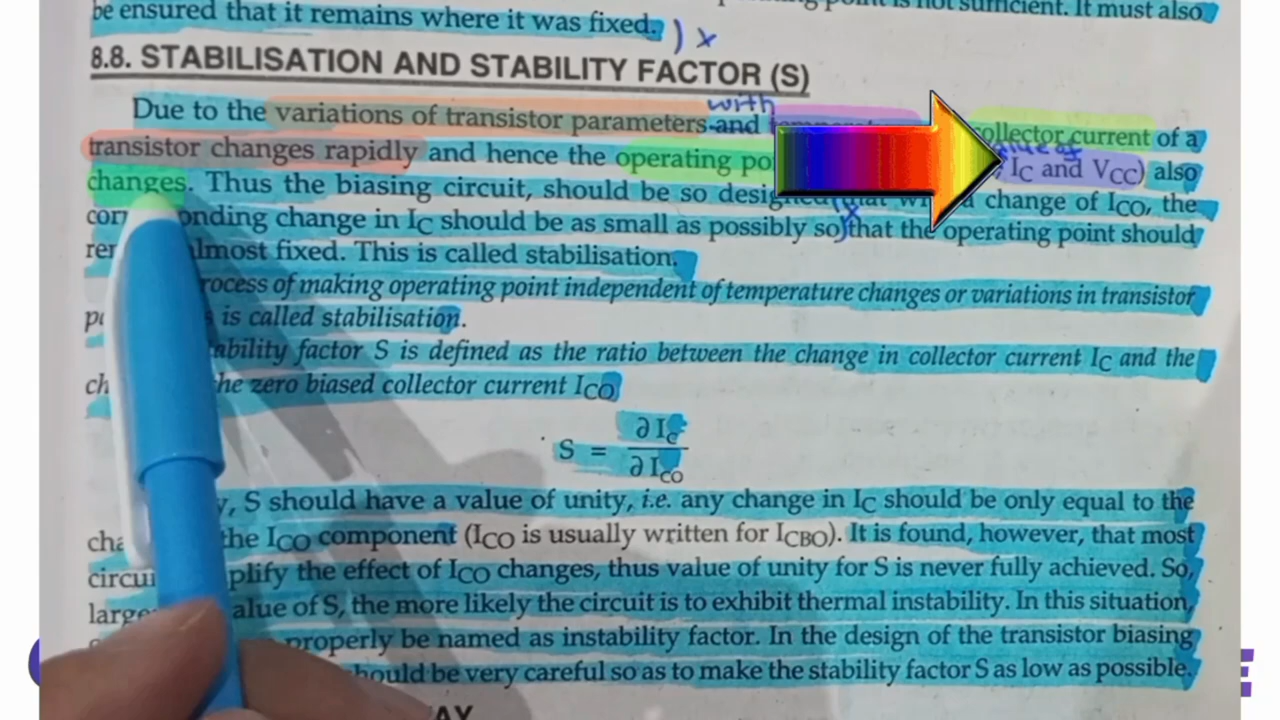 point is not sufficient. It must also
be ensured that it remains where it was fixed. ) x
8.8. STABILISATION AND STABILITY FACTOR (S)
with
Due to the variations of transistor parameters and collector current of a
transistor changes rapidly and hence the operating IC and VCC) also
changes. Thus the biasing circuit, should be so change of ICO, the
change in IC should be as small as possibly so that the operating point should
almost fixed. This is called stabilisation.
of making operating point independent of temperature changes or variations in transistor
is called stabilisation.
factor S is defined as the ratio between the change in collector current IC and the
zero biased collector current ICO
S = ∂ IC / ∂ ICO
S should have a value of unity, i.e. any change in IC should be only equal to the
the ICO component (ICO is usually written for ICBO). It is found, however, that most
the effect of ICO changes, thus value of unity for S is never fully achieved. So,
of S, the more likely the circuit is to exhibit thermal instability. In this situation,
properly be named as instability factor. In the design of the transistor biasing
should be very careful so as to make the stability factor S as low as possible.